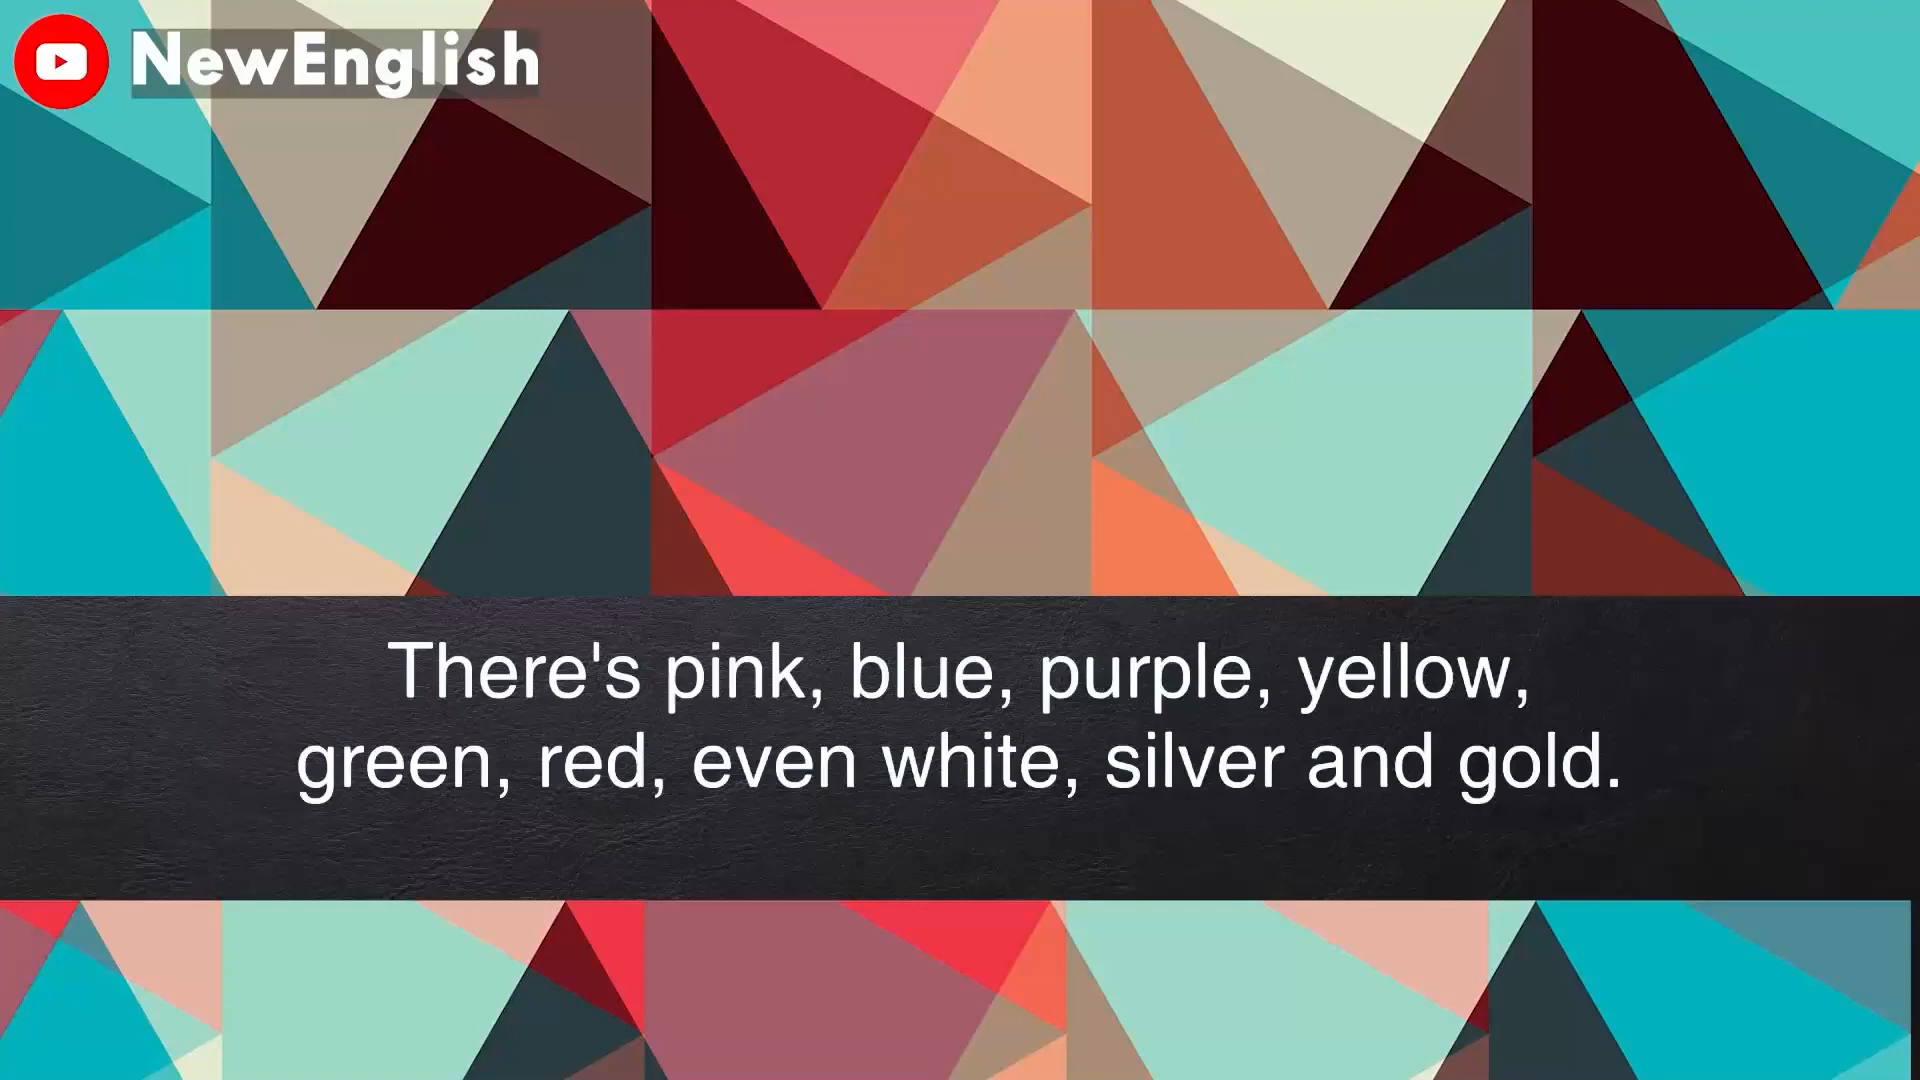 NewEnglish
There's pink, blue, purple, yellow,
green, red, even white, silver and gold.